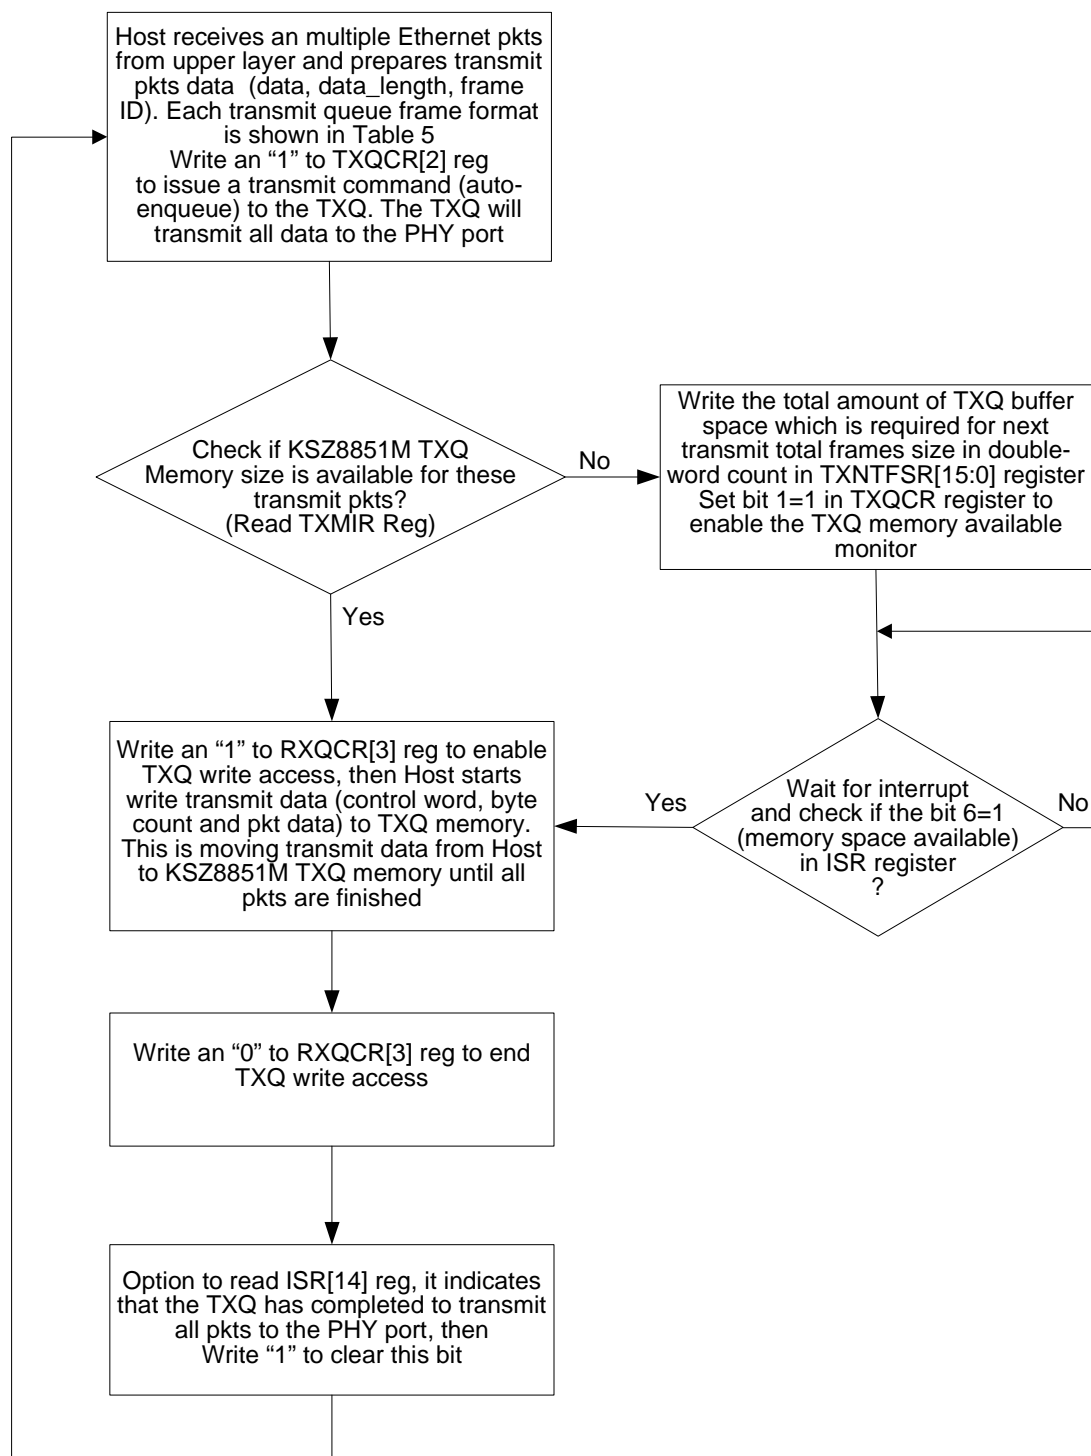 Host receives an multiple Ethernet pkts
from upper layer and prepares transmit
pkts data (data, data_length, frame
ID). Each transmit queue frame format
is shown in Table 5
Write an “1” to TXQCR[2] reg
to issue a transmit command (auto-
enqueue) to the TXQ. The TXQ will
transmit all data to the PHY port
Check if KSZ8851M TXQ
Memory size is available for these
transmit pkts?
(Read TXMIR Reg)
No
Write the total amount of TXQ buffer
space which is required for next
transmit total frames size in double-
word count in TXNTFSR[15:0] register
Set bit 1=1 in TXQCR register to
enable the TXQ memory available
monitor
Yes
Write an “1” to RXQCR[3] reg to enable
TXQ write access, then Host starts
write transmit data (control word, byte
count and pkt data) to TXQ memory.
This is moving transmit data from Host
to KSZ8851M TXQ memory until all
pkts are finished
Yes
Wait for interrupt
and check if the bit 6=1
(memory space available)
in ISR register
?
No
Write an “0” to RXQCR[3] reg to end
TXQ write access
Option to read ISR[14] reg, it indicates
that the TXQ has completed to transmit
all pkts to the PHY port, then
Write “1” to clear this bit